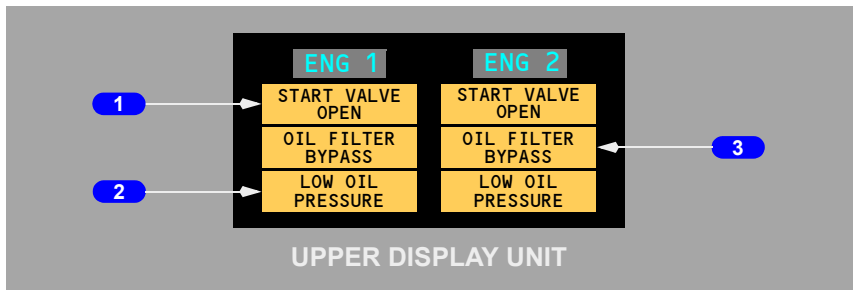 ENG 1 ENG 2
1 START VALVE
OPEN START VALVE
OPEN
OIL FILTER
BYPASS OIL FILTER
BYPASS 3
2 LOW OIL
PRESSURE LOW OIL
PRESSURE
UPPER DISPLAY UNIT